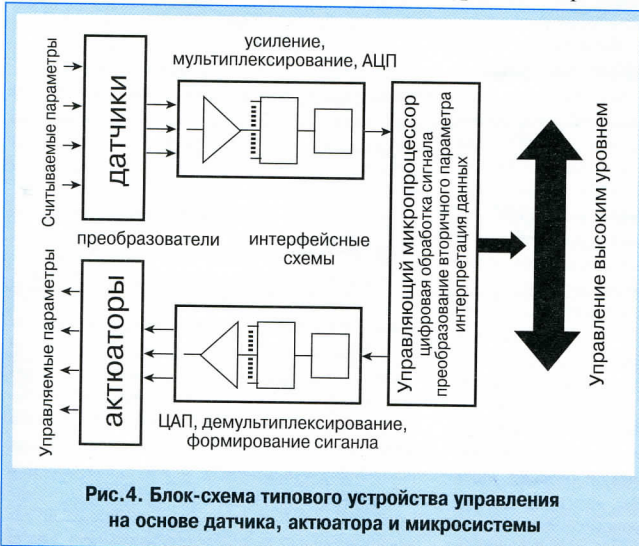 усиление,
мультиплексирование, АЦП
Считываемые параметры
датчики
преобразователи
интерфейсные
схемы
Управляемые параметры
актюаторы
ЦАП, демультиплексирование,
формирование сиганла
Управляющий микропроцессор
цифровая обработка сигнала
преобразование вторичного параметра
интерпретация данных
Управление высоким уровнем
Рис.4. Блок-схема типового устройства управления
на основе датчика, актюатора и микросистемы